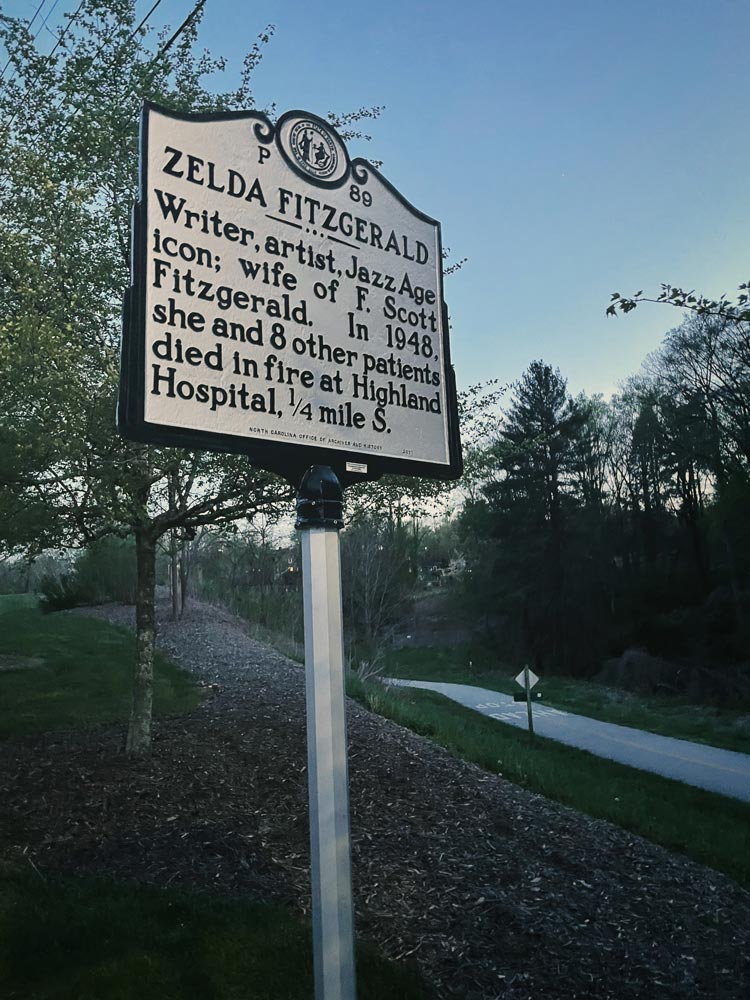 P 89
ZELDA FITZGERALD
Writer, artist, Jazz Age
icon; wife of F. Scott
Fitzgerald. In 1948,
she and 8 other patients
died in fire at Highland
Hospital, 1/4 mile S.
NORTH CAROLINA OFFICE OF ARCHIVES AND HISTORY